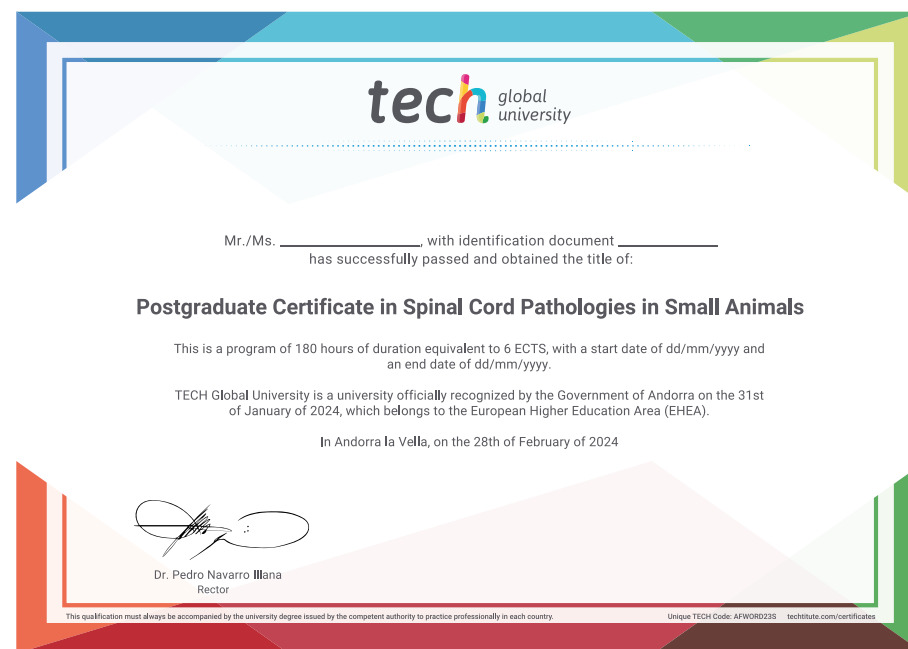 tech global
university
Mr./Ms. ____________________, with identification document ______________
has successfully passed and obtained the title of:
Postgraduate Certificate in Spinal Cord Pathologies in Small Animals
This is a program of 180 hours of duration equivalent to 6 ECTS, with a start date of dd/mm/yyyy and
an end date of dd/mm/yyyy.
TECH Global University is a university officially recognized by the Government of Andorra on the 31st
of January of 2024, which belongs to the European Higher Education Area (EHEA).
In Andorra la Vella, on the 28th of February of 2024
Dr. Pedro Navarro Illana
Rector
This qualification must always be accompanied by the university degree issued by the competent authority to practice professionally in each country. Unique TECH Code: AFWORD23S techtitute.com/certificates